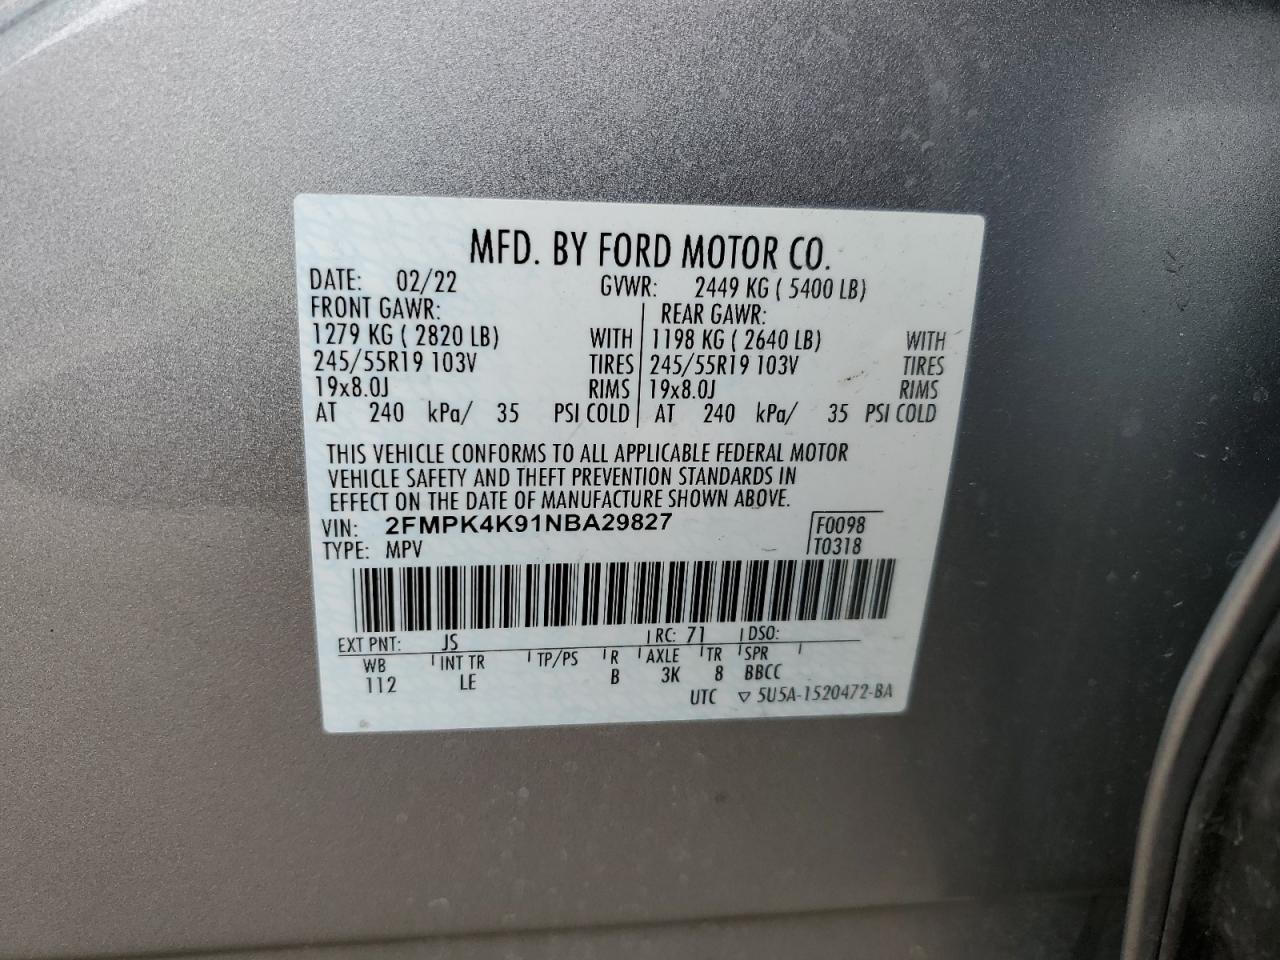 MFD. BY FORD MOTOR CO.
DATE: 02/22 GVWR: 2449 KG ( 5400 LB)
FRONT GAWR: REAR GAWR:
1279 KG ( 2820 LB) WITH 1198 KG ( 2640 LB) WITH
245/55R19 103V TIRES 245/55R19 103V TIRES
19x8.0J RIMS 19x8.0J RIMS
AT 240 kPa/ 35 PSI COLD AT 240 kPa/ 35 PSI COLD
THIS VEHICLE CONFORMS TO ALL APPLICABLE FEDERAL MOTOR
VEHICLE SAFETY AND THEFT PREVENTION STANDARDS IN
EFFECT ON THE DATE OF MANUFACTURE SHOWN ABOVE.
VIN: 2FMPK4K91NBA29827 F0098
TYPE: MPV T0318
EXT PNT: JS RC: 71 DSO:
WB INT TR TP/PS R AXLE TR SPR
112 LE B 3K 8 BBCC
UTC ▽ 5U5A-1520472-BA